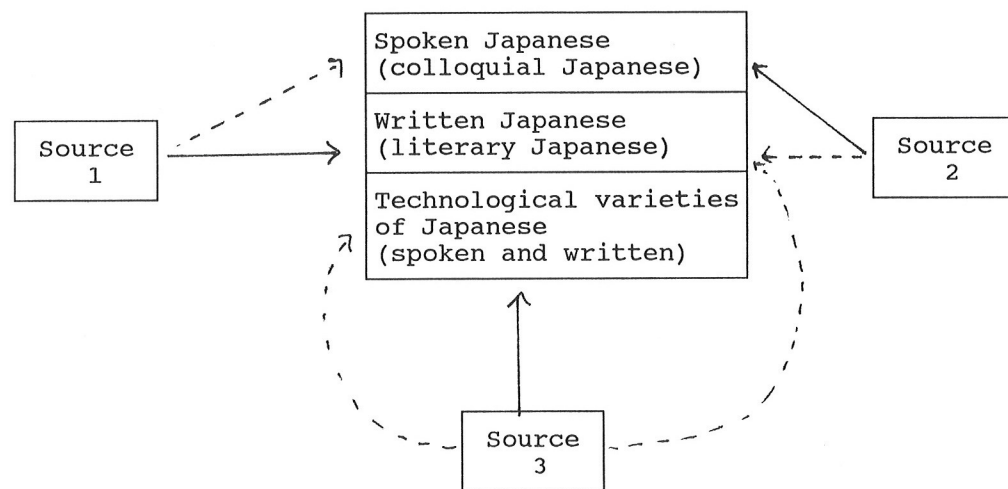 Spoken Japanese
(colloquial Japanese)
Written Japanese
(literary Japanese)
Source
1
Source
2
Technological varieties
of Japanese
(spoken and written)
Source
3